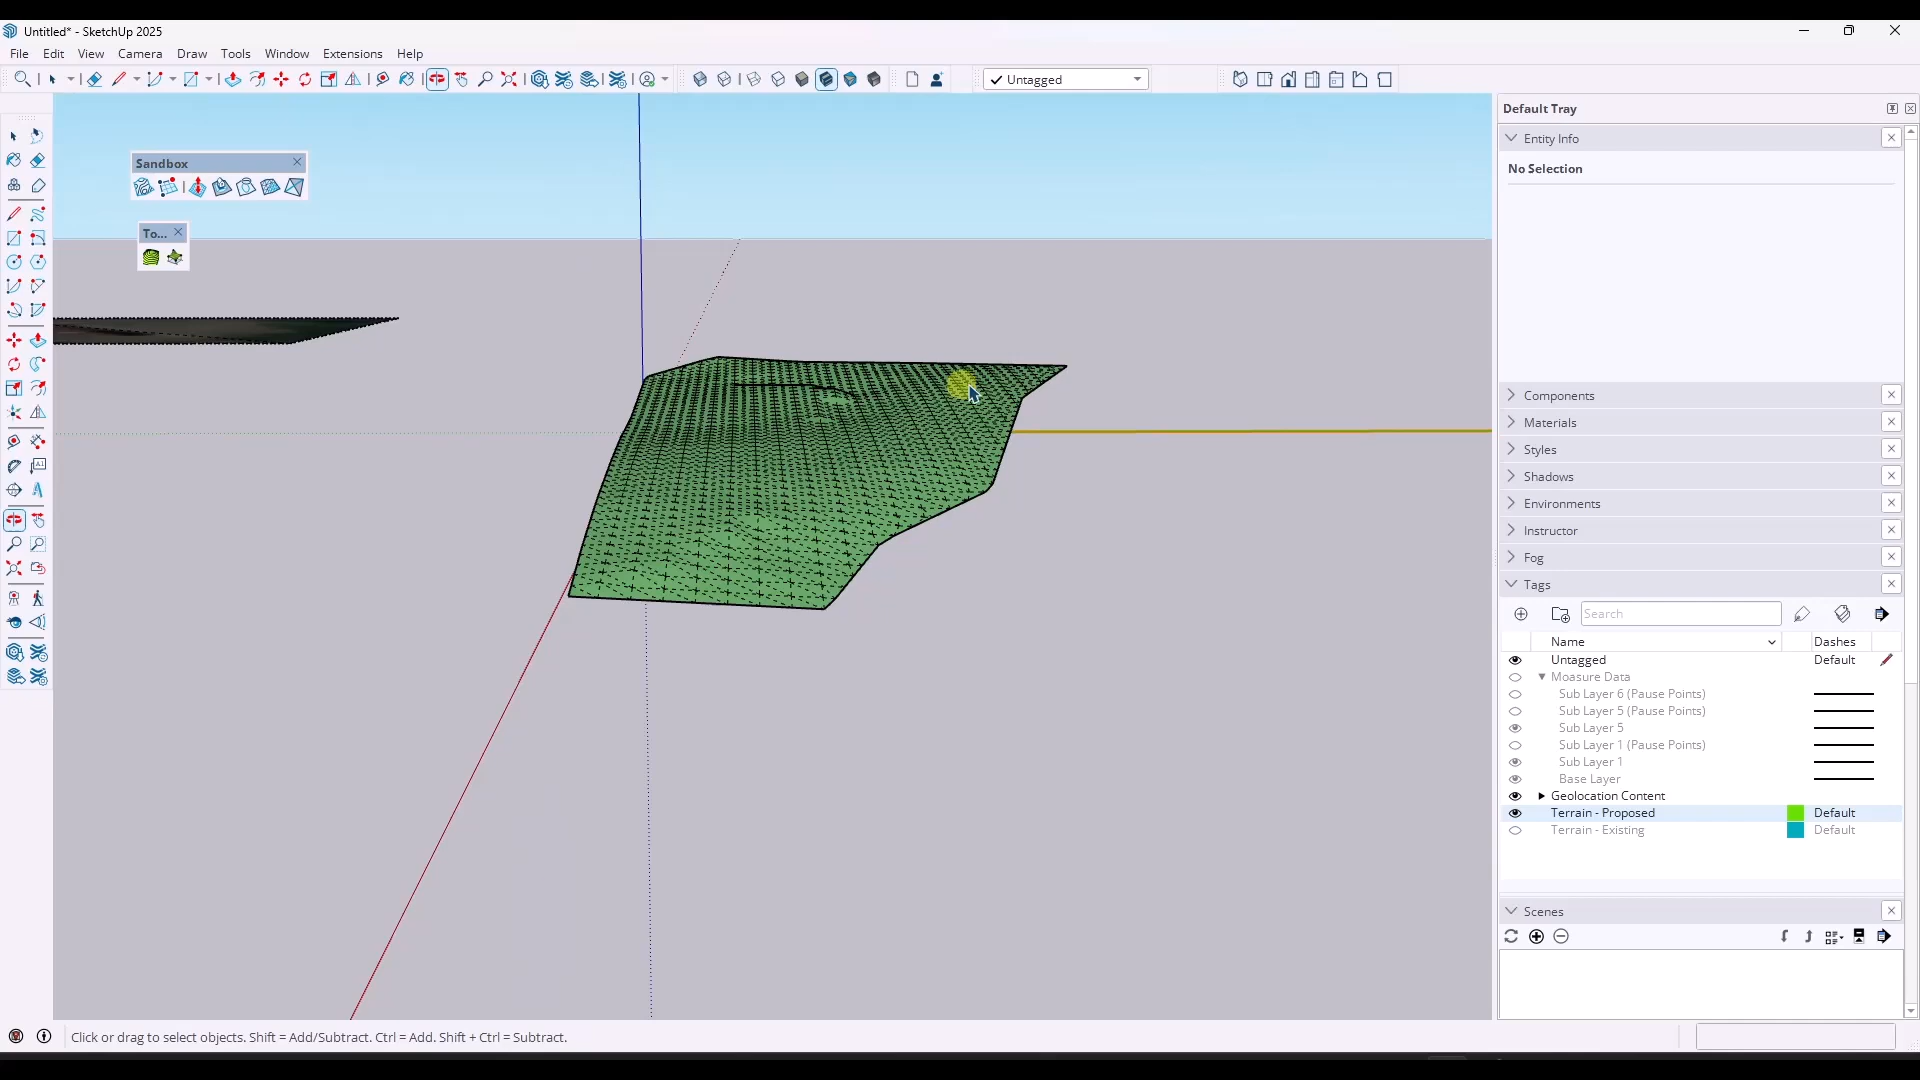 Untitled* - SketchUp 2025
File Edit View Camera Draw Tools Window Extensions Help
Untagged
Default Tray
Entity Info
No Selection
Sandbox
To...
Components
Materials
Styles
Shadows
Environments
Instructor
Fog
Tags
Search
Name Dashes
Untagged Default
Moasure Data
Sub Layer 6 (Pause Points)
Sub Layer 5 (Pause Points)
Sub Layer 5
Sub Layer 1 (Pause Points)
Sub Layer 1
Base Layer
Geolocation Content
Terrain - Proposed Default
Terrain - Existing Default
Scenes
Click or drag to select objects. Shift = Add/Subtract. Ctrl = Add. Shift + Ctrl = Subtract.